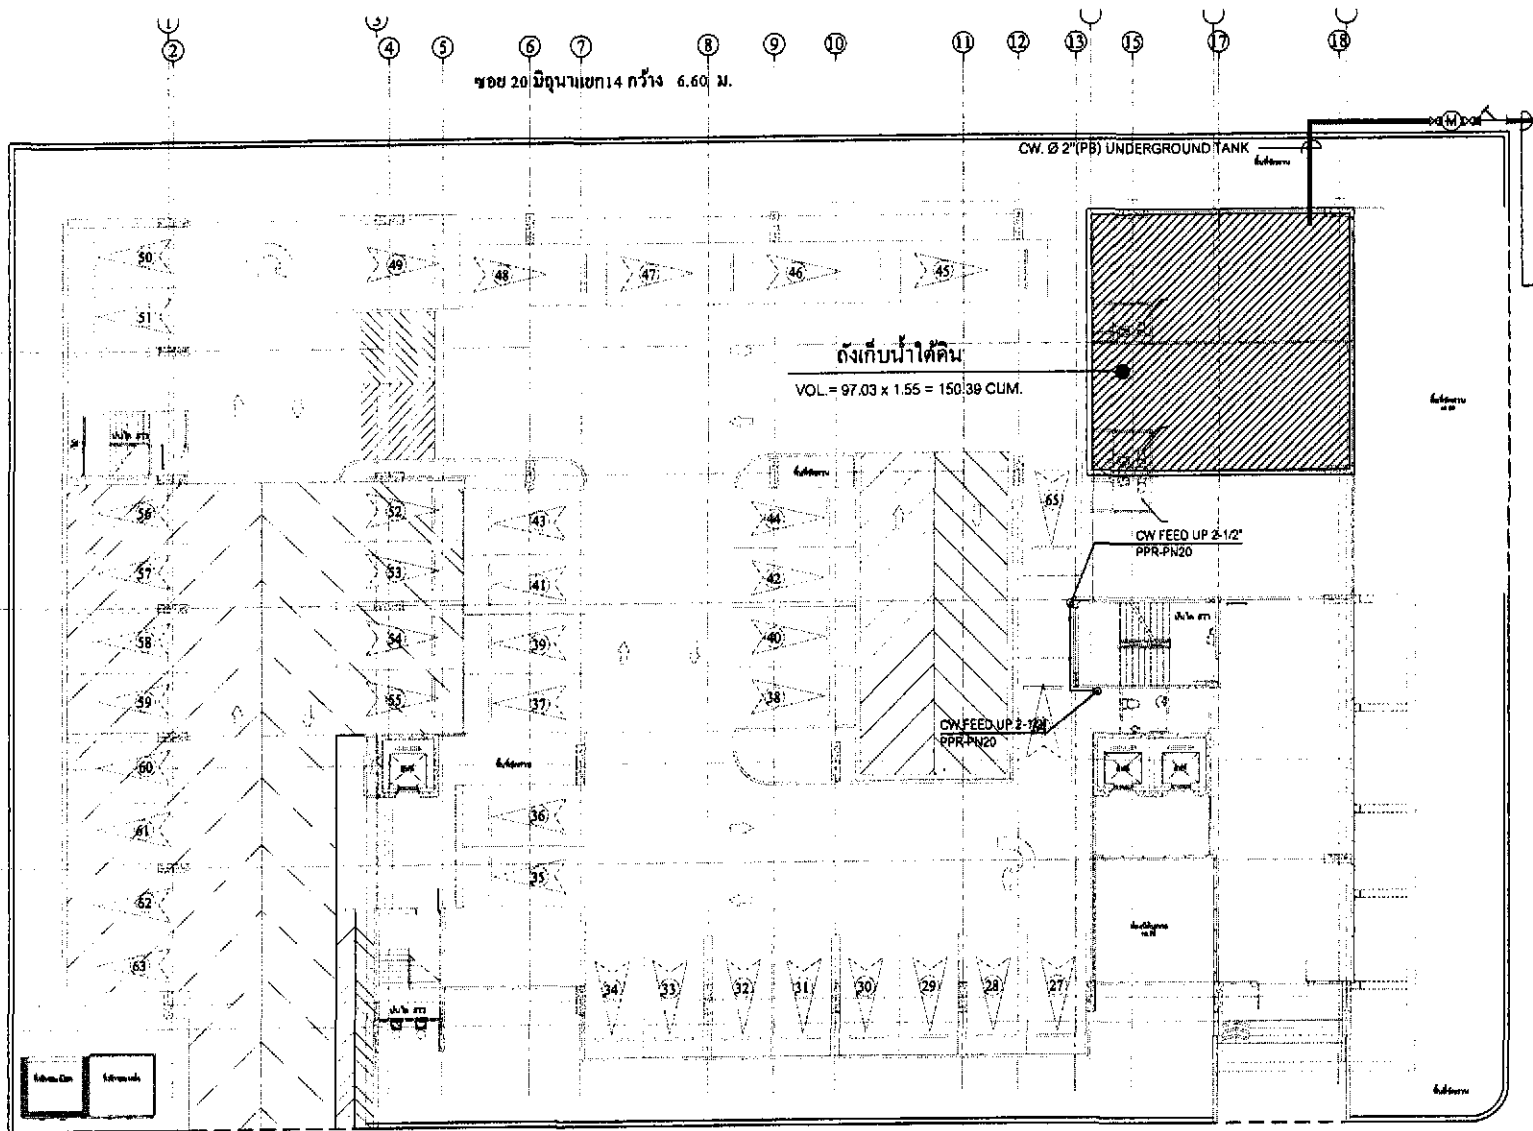 1 3
2 4 5 6 7 8 9 10 11 12 13 15 17 18
ซอย 20 มิถุนาแยก14 กว้าง 6.60 ม.
M
CW. Ø 2"(PB) UNDERGROUND TANK
50 49 48 47 46 45
51
ถังเก็บน้ำใต้ดิน
VOL.= 97.03 x 1.55 = 150.39 CUM.
56 52 43 44 65
CW FEED UP 2-1/2"
PPR-PN20
57 53 41 42
58 54 39 40
59 55 37 38
CW FEED UP 2-1/2"
PPR-PN20
60
61 36
62 35
63 34 33 32 31 30 29 28 27